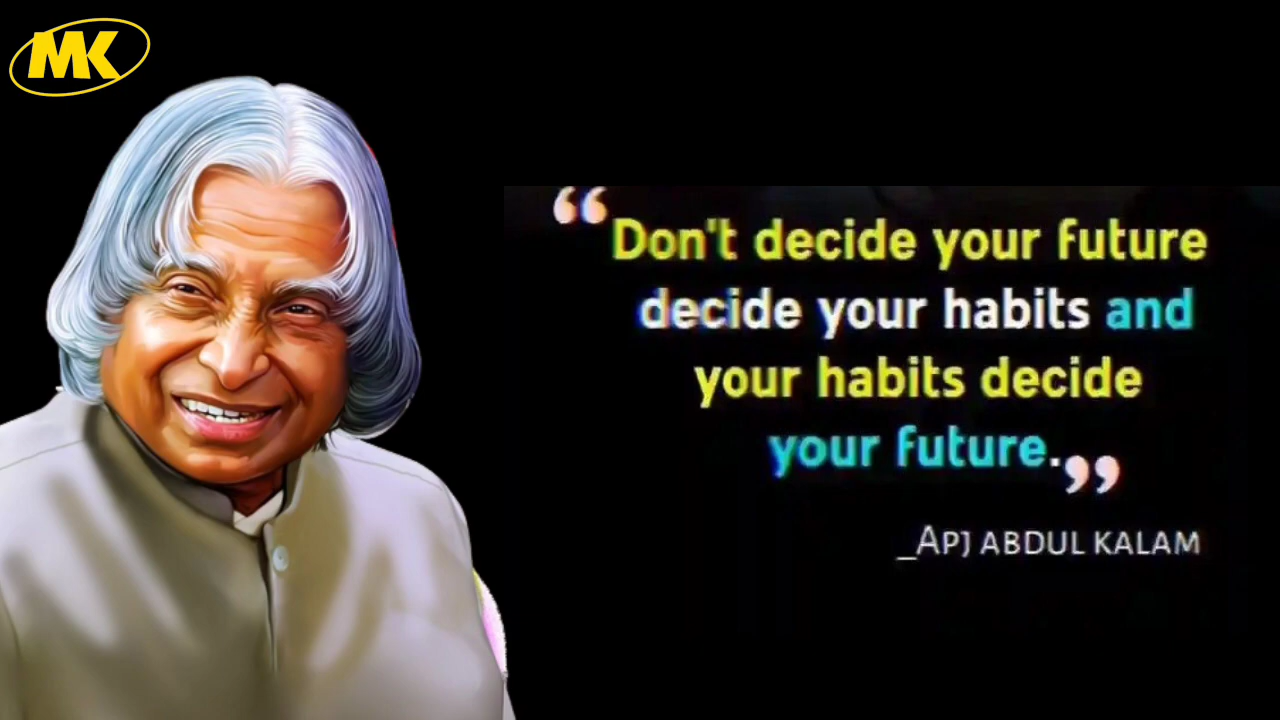 MK
“Don't decide your future
decide your habits and
your habits decide
your future.”
_APJ ABDUL KALAM